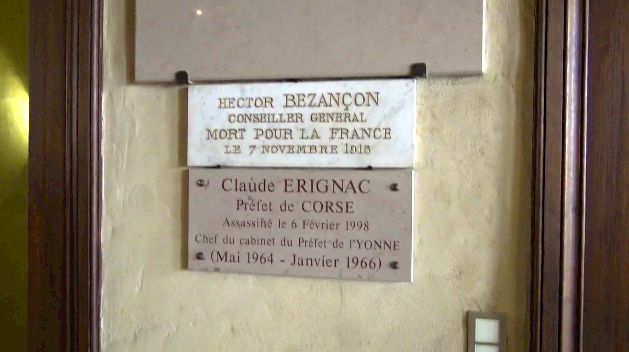 HECTOR BEZANÇON
CONSEILLER GENERAL
MORT POUR LA FRANCE
LE 7 NOVEMBRE
Claude ERIGNAC
Préfet de CORSE
Assassiné le 6 Février 1998
Chef du cabinet du Préfet de l'YONNE
(Mai 1964 - Janvier 1966)